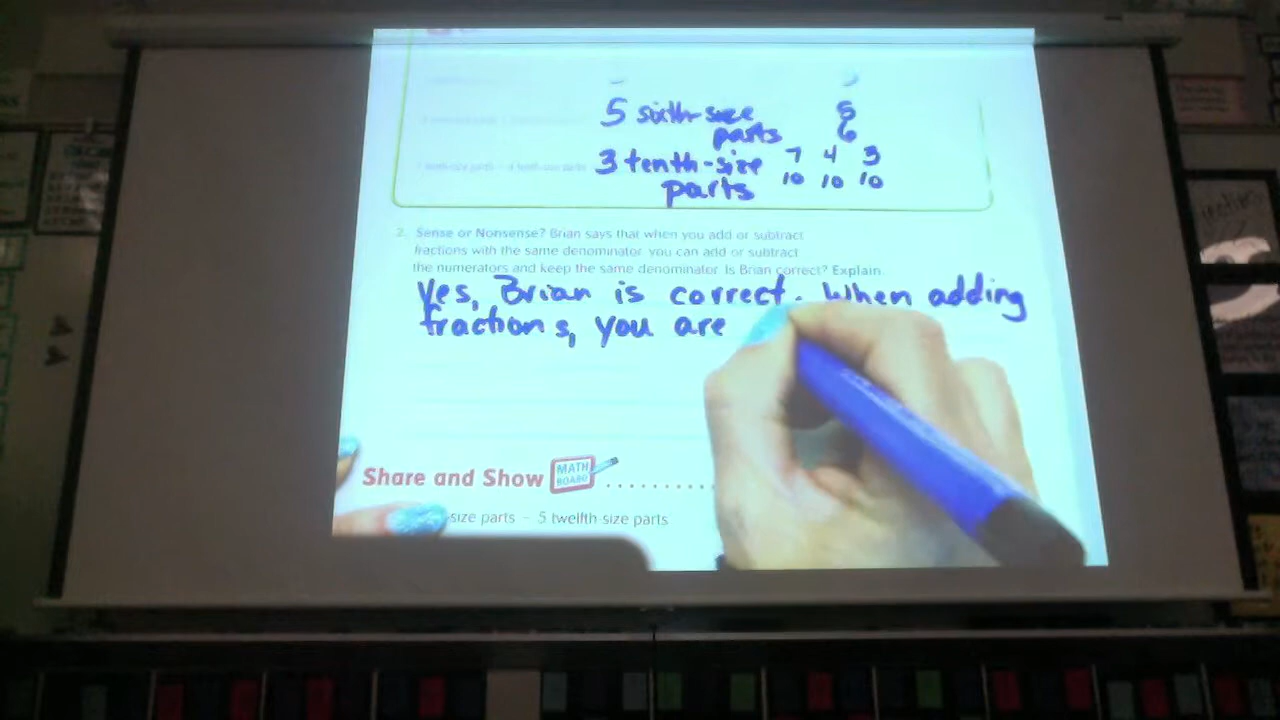 5 sixth-size 5
parts 6
3 tenth-size 7 4 3
parts 10 10 10
2. Sense or Nonsense? Brian says that when you add or subtract
fractions with the same denominator, you can add or subtract
the numerators and keep the same denominator. Is Brian correct? Explain.
Yes, Brian is correct. When adding
fractions, you are
Share and Show MATH BOARD
size parts − 5 twelfth size parts